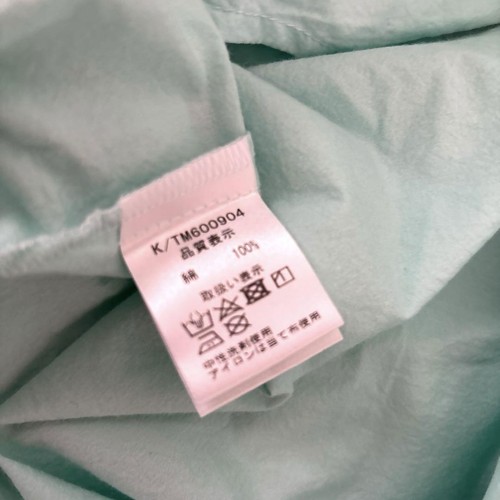 K/TM600904
品質表示
綿 100%
取扱い表示
中性洗剤使用
アイロンは当て布使用